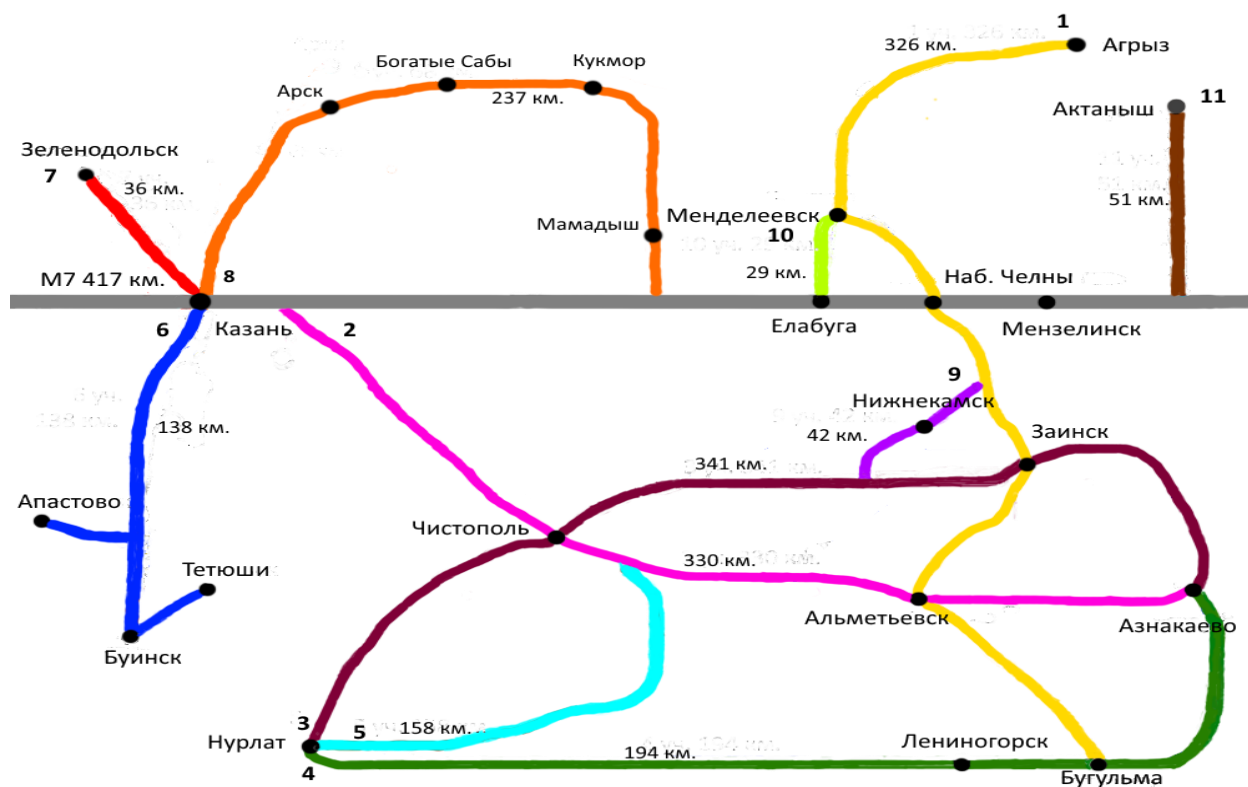 1
326 км.
Агрыз
Богатые Сабы
Кукмор
Арск
237 км.
Актаныш
11
Зеленодольск
7
36 км.
51 км.
Менделеевск
10
Мамадыш
М7 417 км.
8
29 км.
Наб. Челны
6
Казань
2
Елабуга
Мензелинск
9
Нижнекамск
138 км.
42 км.
Заинск
341 км.
Апастово
Чистополь
330 км.
Тетюши
Альметьевск
Азнакаево
Буинск
3
5
158 км.
Нурлат
4
194 км.
Лениногорск
Бугульма